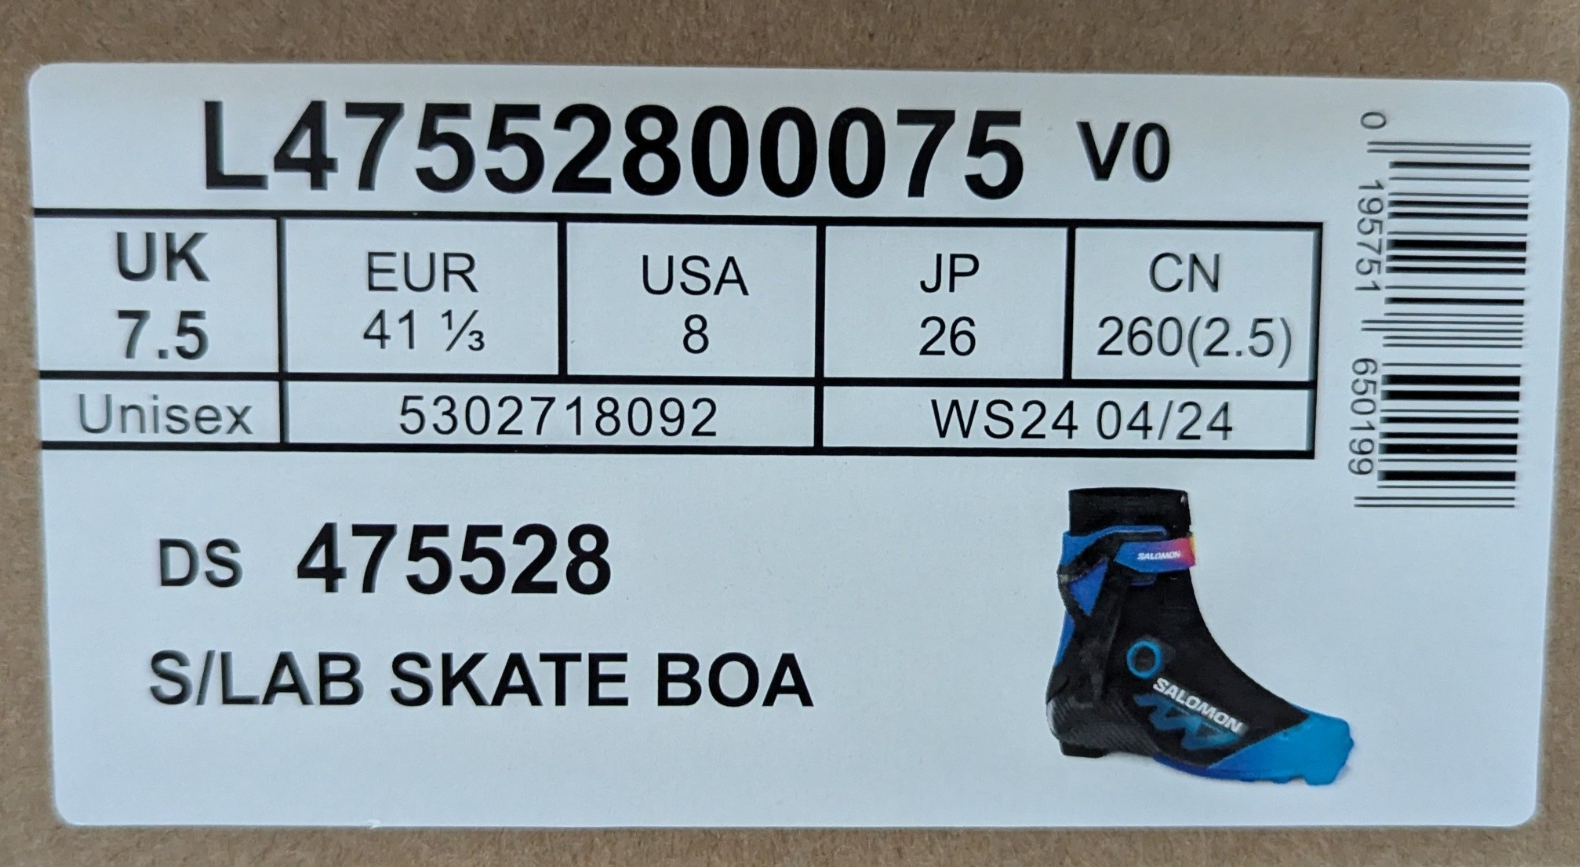 L47552800075 V0
UK EUR USA JP CN
7.5 41 ⅓ 8 26 260(2.5)
Unisex 5302718092 WS24 04/24
DS 475528
S/LAB SKATE BOA
SALOMON
SALOMON
0 195751 650199